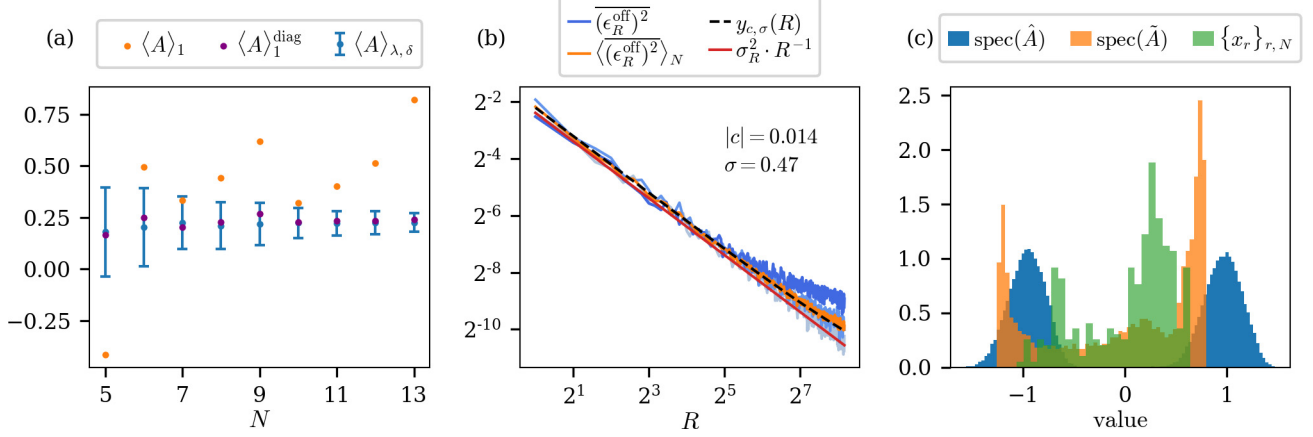 (a)
⟨A⟩₁ ⟨A⟩₁^diag ⟨A⟩_{λ,δ}
0.75
0.50
0.25
0.00
−0.25
5 7 9 11 13
N
(b)
\overline{(ϵ_R^off)²} y_{c,σ}(R)
⟨\overline{(ϵ_R^off)²}⟩_N σ_R² · R⁻¹
2⁻²
2⁻⁴
2⁻⁶
2⁻⁸
2⁻¹⁰
|c| = 0.014
σ = 0.47
2¹ 2³ 2⁵ 2⁷
R
(c)
spec(Â) spec(Ã) {x_r}_{r,N}
2.5
2.0
1.5
1.0
0.5
0.0
−1 0 1
value